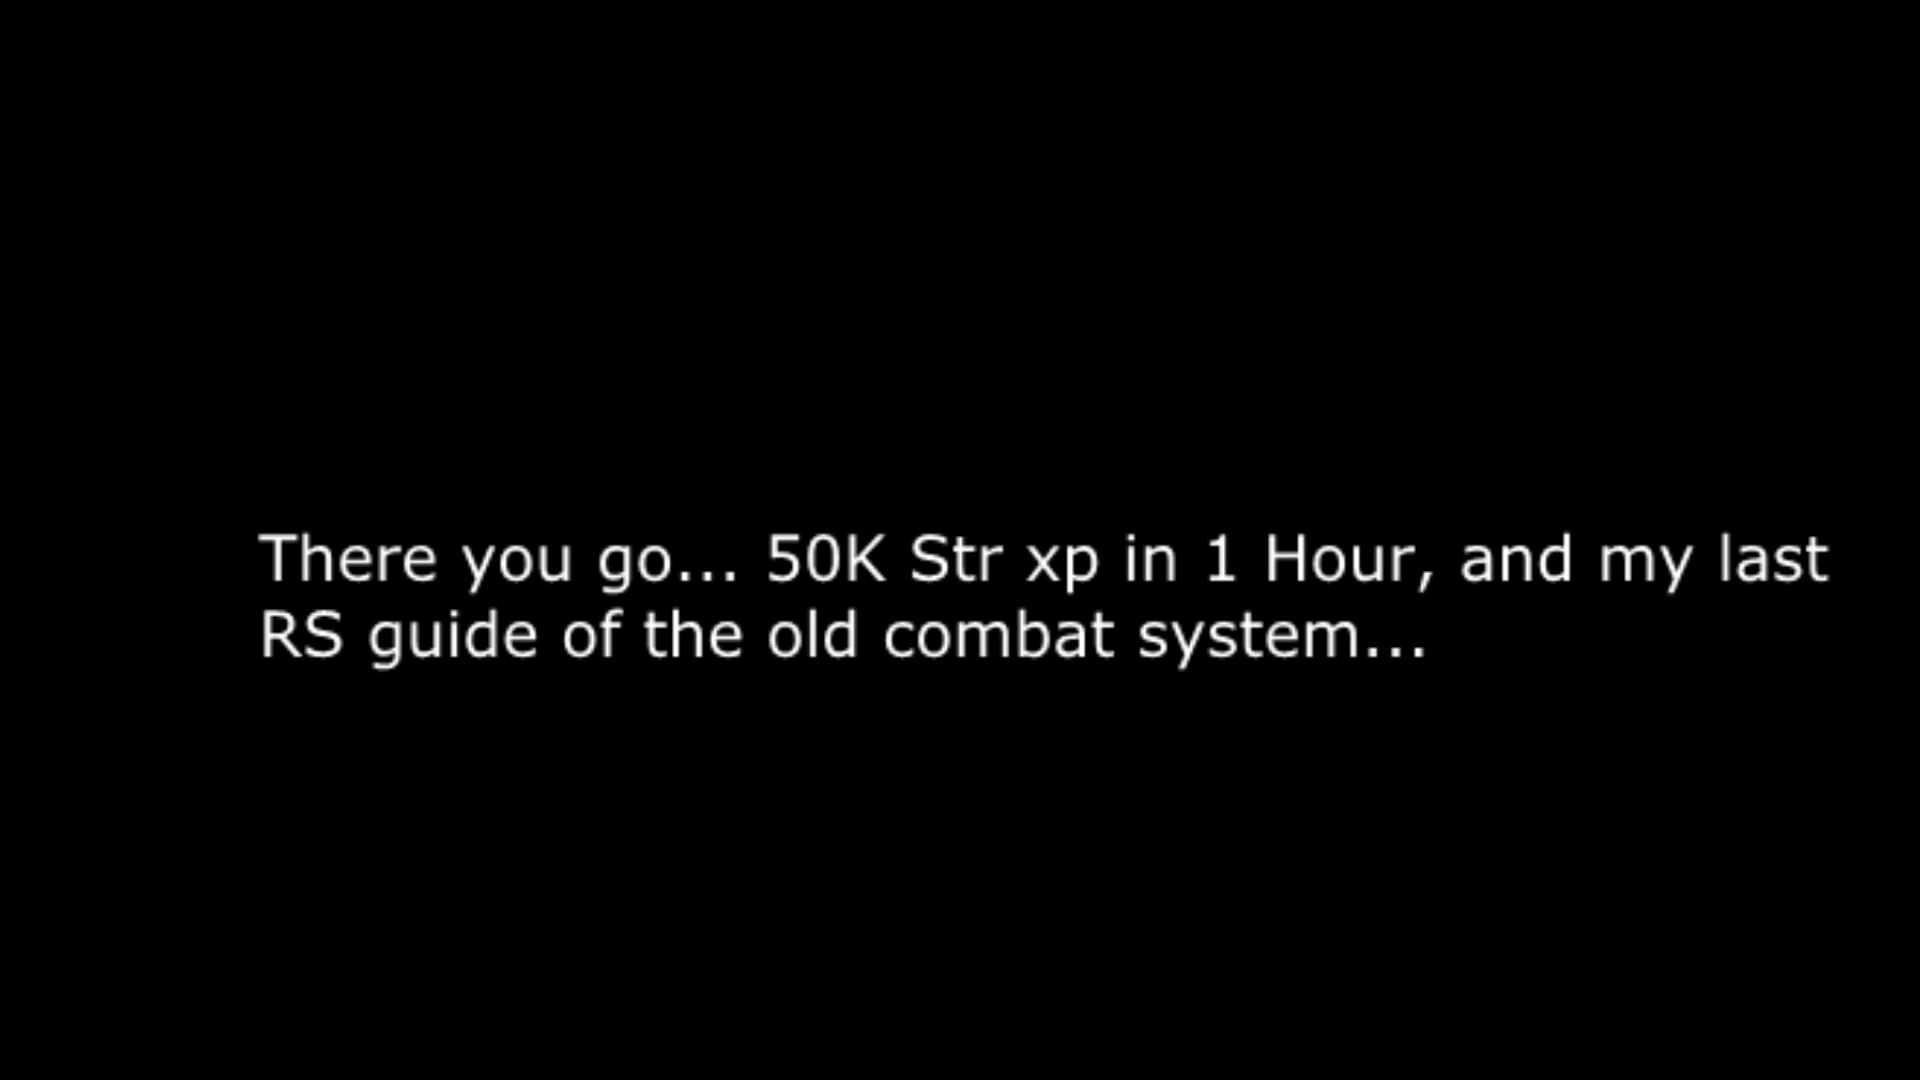 There you go... 50K Str xp in 1 Hour, and my last
RS guide of the old combat system...